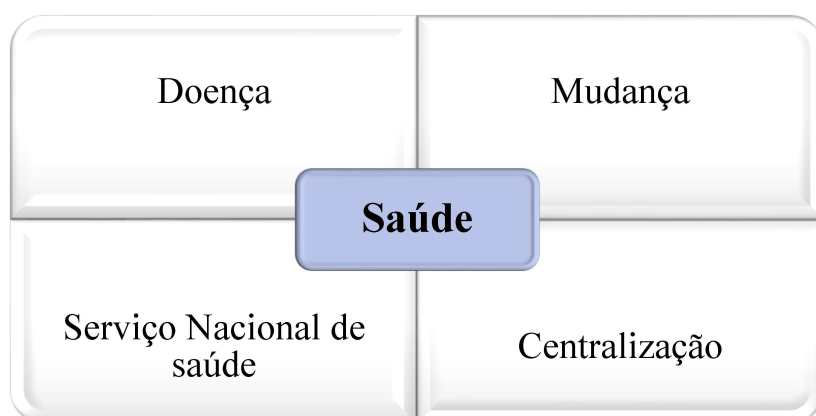 Doença
Mudança
Saúde
Serviço Nacional de
saúde
Centralização